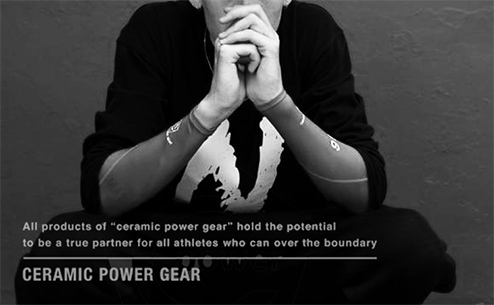 All products of “ceramic power gear” hold the potential
to be a true partner for all athletes who can over the boundary
CERAMIC POWER GEAR